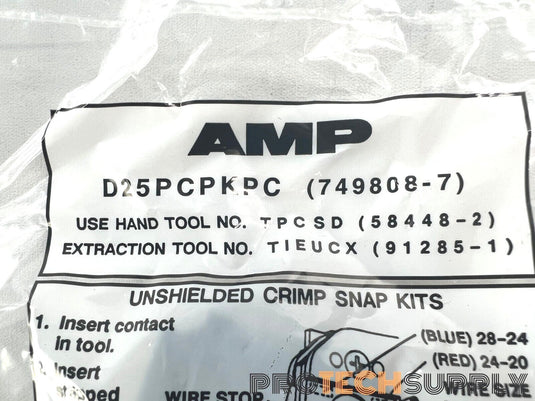 AMP
D25PCPKPC (749808-7)
USE HAND TOOL NO. TPCSD (58448-2)
EXTRACTION TOOL NO. TIEUCX (91285-1)
UNSHIELDED CRIMP SNAP KITS
1. Insert contact
in tool.
Insert
(BLUE) 28-24
(RED) 24-20
WIRE STOP
WIRE SIZE
PROTECHSUPPLY